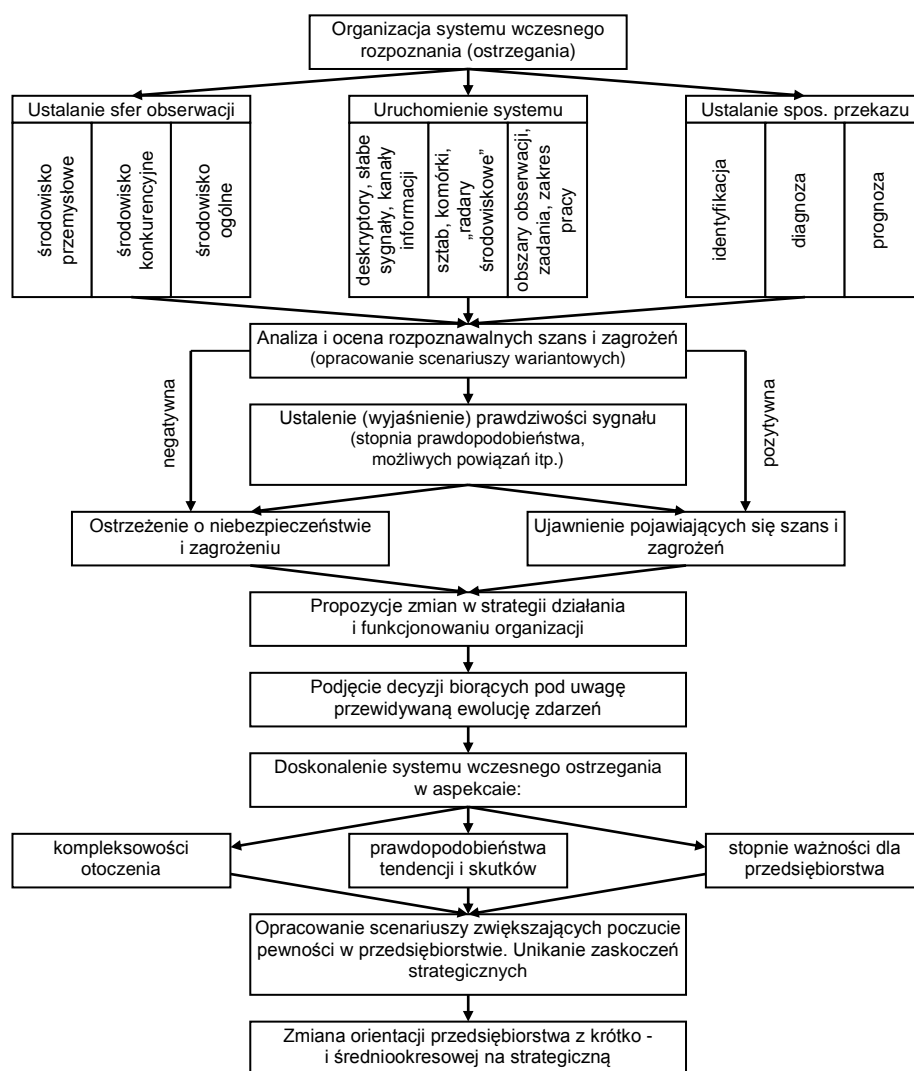 Organizacja systemu wczesnego
rozpoznania (ostrzegania)
Ustalanie sfer obserwacji
środowisko
przemysłowe
środowisko
konkurencyjne
środowisko
ogólne
Uruchomienie systemu
deskryptory, słabe
sygnały, kanały
informacji
sztab, komórki,
„radary
środowiskowe”
obszary obserwacji,
zadania, zakres
pracy
Ustalanie spos. przekazu
identyfikacja
diagnoza
prognoza
Analiza i ocena rozpoznawalnych szans i zagrożeń
(opracowanie scenariuszy wariantowych)
negatywna
pozytywna
Ustalenie (wyjaśnienie) prawdziwości sygnału
(stopnia prawdopodobieństwa,
możliwych powiązań itp.)
Ostrzeżenie o niebezpieczeństwie
i zagrożeniu
Ujawnienie pojawiających się szans i
zagrożeń
Propozycje zmian w strategii działania
i funkcjonowaniu organizacji
Podjęcie decyzji biorących pod uwagę
przewidywaną ewolucję zdarzeń
Doskonalenie systemu wczesnego ostrzegania
w aspekcaie:
kompleksowości
otoczenia
prawdopodobieństwa
tendencji i skutków
stopnie ważności dla
przedsiębiorstwa
Opracowanie scenariuszy zwiększających poczucie
pewności w przedsiębiorstwie. Unikanie zaskoczeń
strategicznych
Zmiana orientacji przedsiębiorstwa z krótko -
i średniookresowej na strategiczną